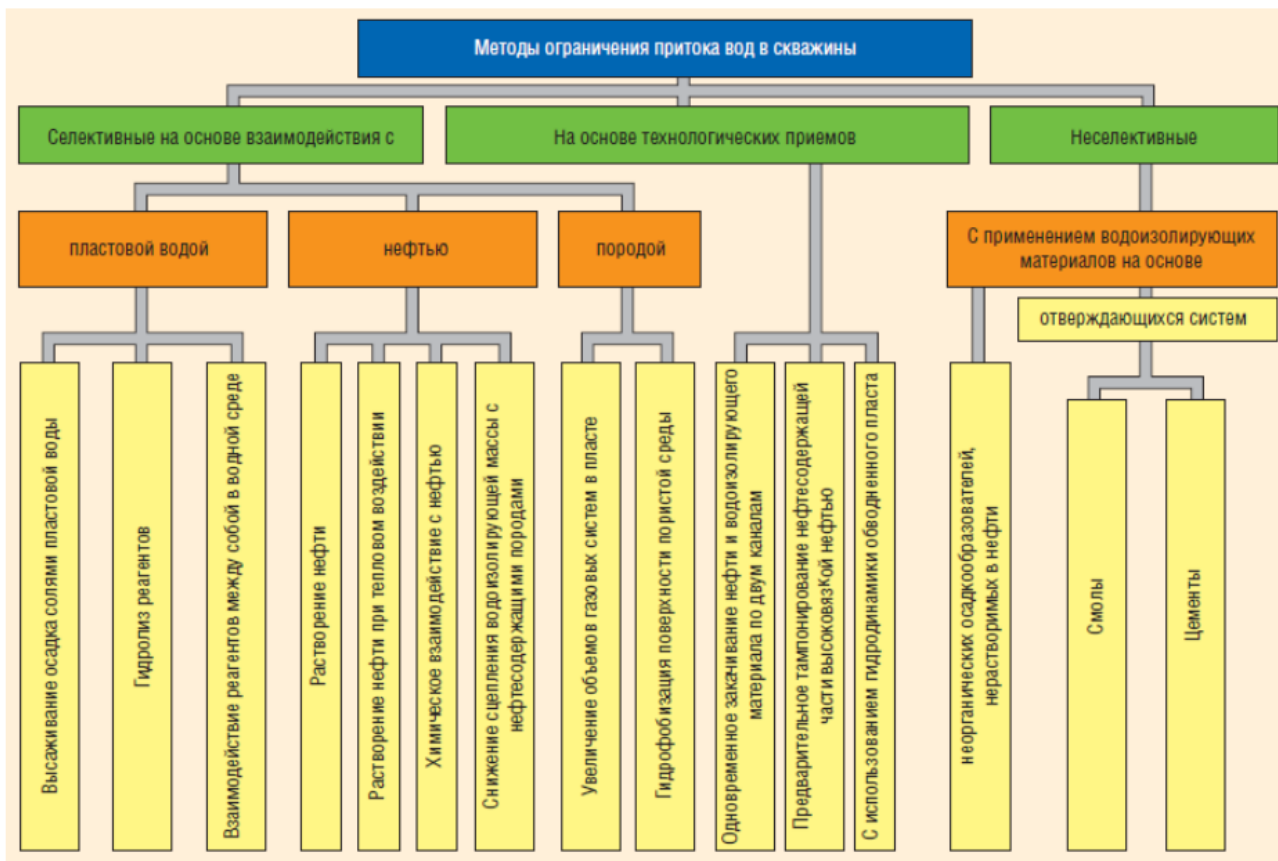 Методы ограничения притока вод в скважины
Селективные на основе взаимодействия с
На основе технологических приемов
Неселективные
пластовой водой
нефтью
породой
С применением водоизолирующих
материалов на основе
отверждающихся систем
Высаживание осадка солями пластовой воды
Гидролиз реагентов
Взаимодействие реагентов между собой в водной среде
Растворение нефти
Растворение нефти при тепловом воздействии
Химическое взаимодействие с нефтью
Снижение сцепления водоизолирующей массы с
нефтесодержащими породами
Увеличение объемов газовых систем в пласте
Гидрофобизация поверхности пористой среды
Одновременное закачивание нефти и водоизолирующего
материала по двум каналам
Предварительное тампонирование нефтесодержащей
части высоковязкой нефтью
С использованием гидродинамики обводненного пласта
неорганических осадкообразователей,
нерастворимых в нефти
Смолы
Цементы